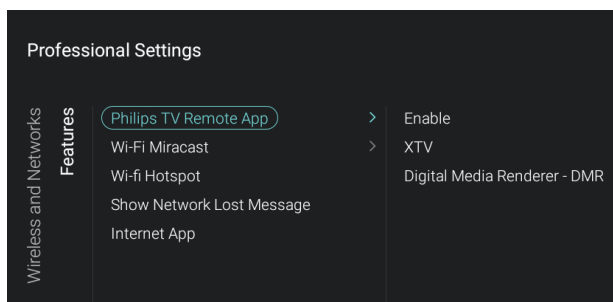 Professional Settings
Wireless and Networks
Features
Philips TV Remote App
Wi-Fi Miracast
Wi-fi Hotspot
Show Network Lost Message
Internet App
Enable
XTV
Digital Media Renderer - DMR